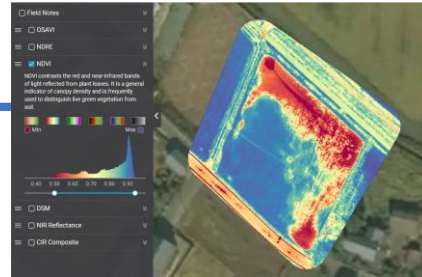 Field Notes
OSAVI
NDRE
NDVI
NDVI contrasts the red and near-infrared bands
of light reflected from plant leaves. It is a general
indicator of canopy density and is frequently
used to distinguish live green vegetation from
soil.
Min Max
0.40 0.50 0.60 0.70 0.80 0.90
DSM
NIR Reflectance
CIR Composite